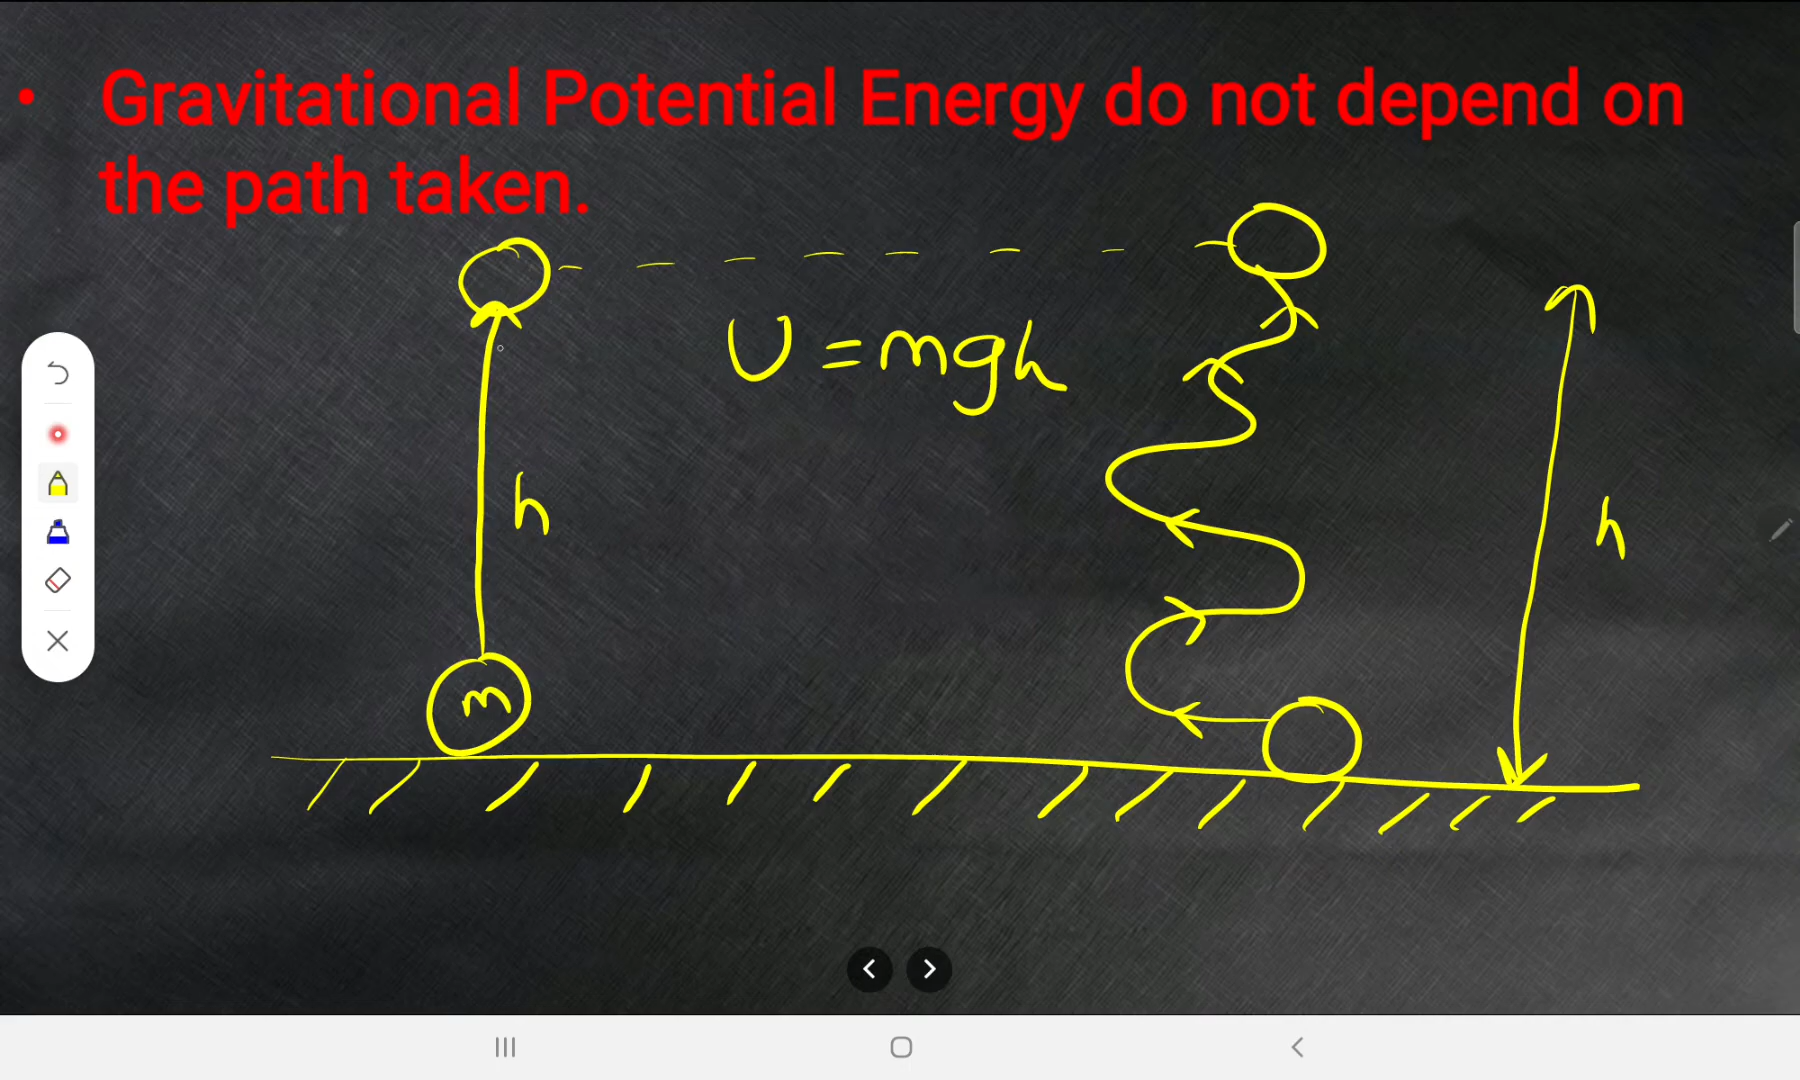 • Gravitational Potential Energy do not depend on
the path taken.
U = mgh
h
h
m